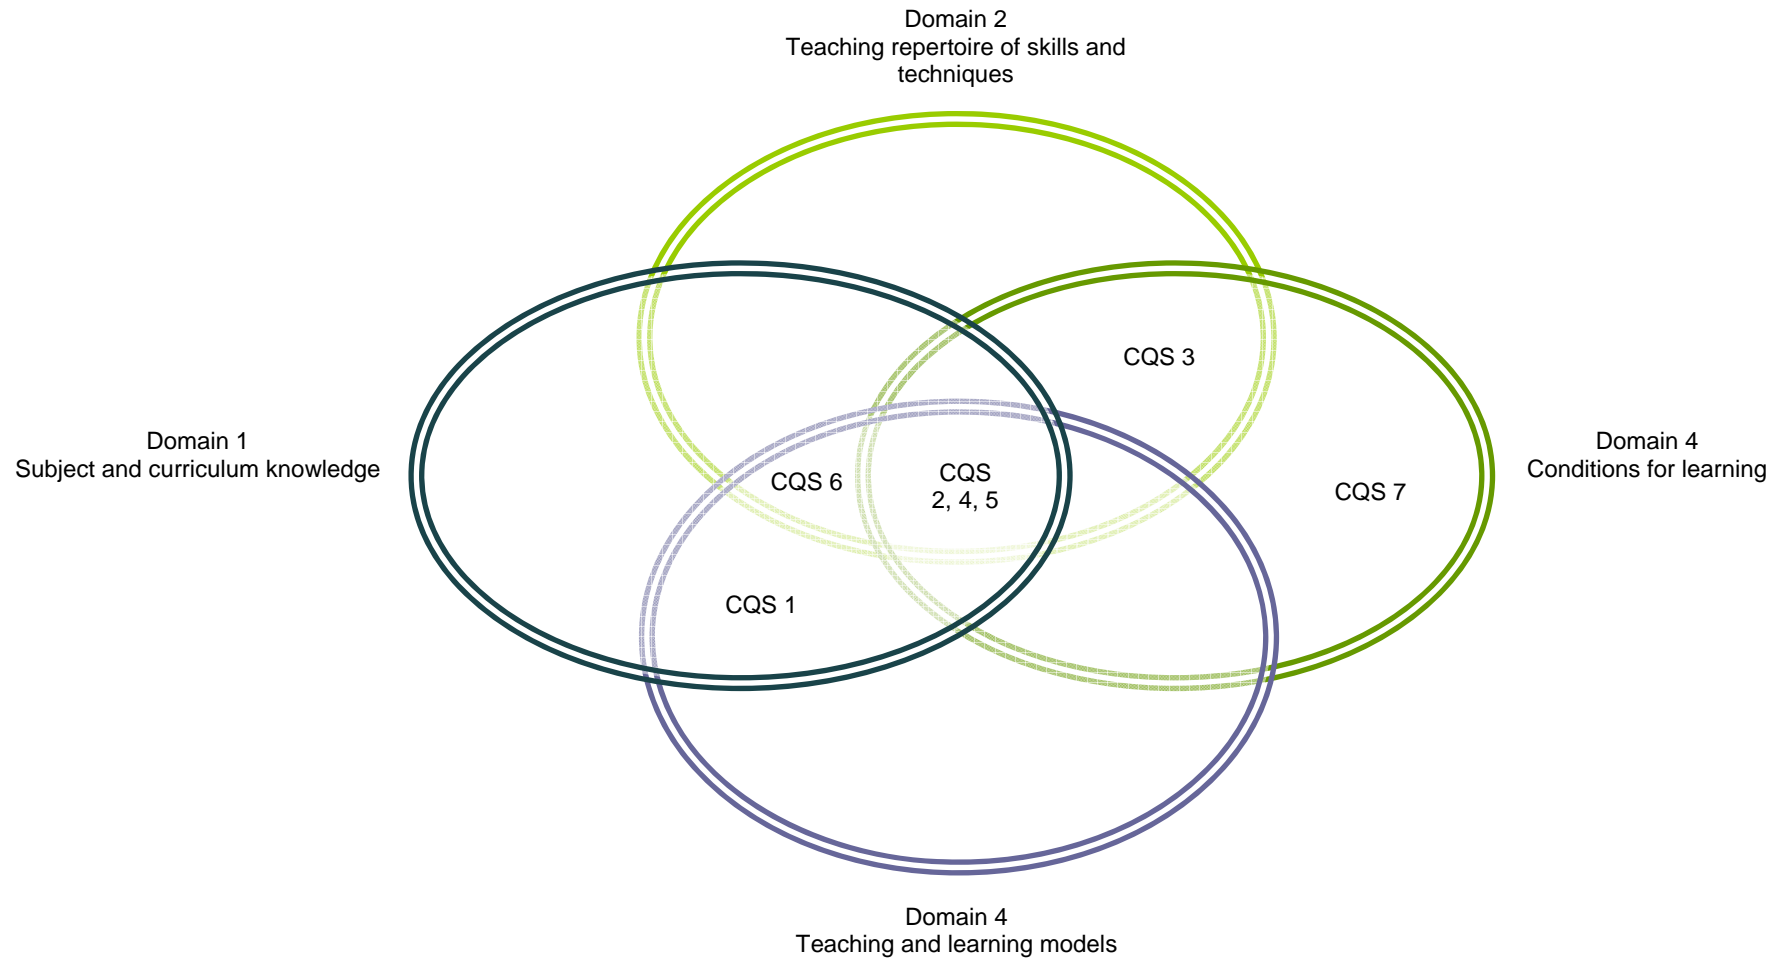 Domain 2
Teaching repertoire of skills and
techniques
CQS 3
Domain 1
Subject and curriculum knowledge
Domain 4
Conditions for learning
CQS 6
CQS
2, 4, 5
CQS 7
CQS 1
Domain 4
Teaching and learning models